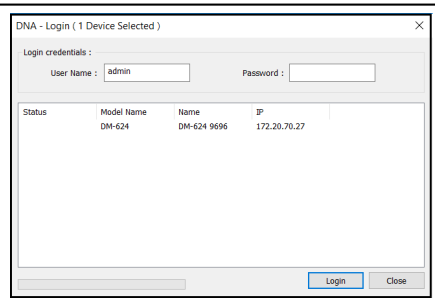 DNA - Login ( 1 Device Selected )
Login credentials :
User Name : admin Password :
Status Model Name Name IP
DM-624 DM-624 9696 172.20.70.27
Login Close